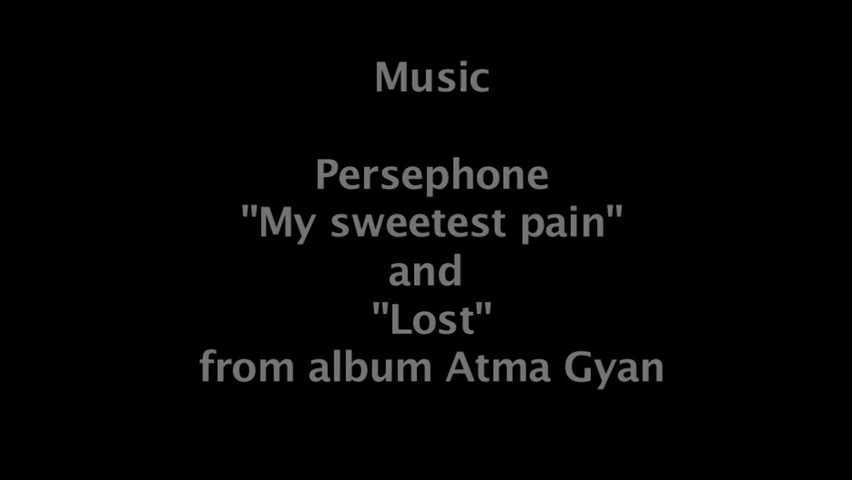 Music
Persephone
"My sweetest pain"
and
"Lost"
from album Atma Gyan